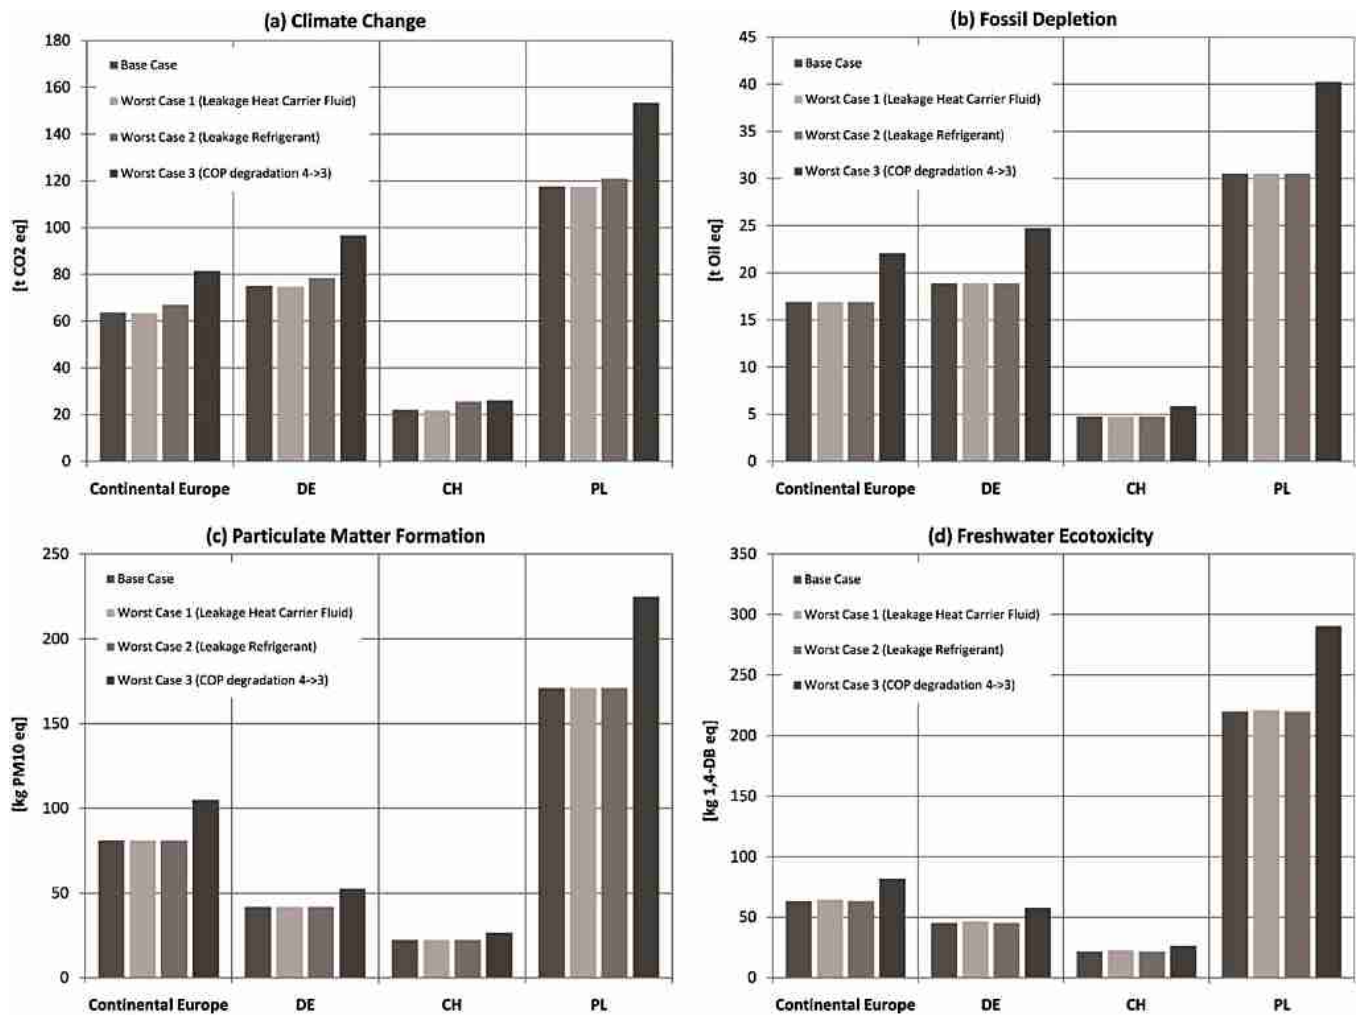 (a) Climate Change
[t CO2 eq]
180
160
140
120
100
80
60
40
20
0
Base Case
Worst Case 1 (Leakage Heat Carrier Fluid)
Worst Case 2 (Leakage Refrigerant)
Worst Case 3 (COP degradation 4->3)
Continental Europe DE CH PL
(b) Fossil Depletion
[t Oil eq]
45
40
35
30
25
20
15
10
5
0
Base Case
Worst Case 1 (Leakage Heat Carrier Fluid)
Worst Case 2 (Leakage Refrigerant)
Worst Case 3 (COP degradation 4->3)
Continental Europe DE CH PL
(c) Particulate Matter Formation
[kg PM10 eq]
250
200
150
100
50
0
Base Case
Worst Case 1 (Leakage Heat Carrier Fluid)
Worst Case 2 (Leakage Refrigerant)
Worst Case 3 (COP degradation 4->3)
Continental Europe DE CH PL
(d) Freshwater Ecotoxicity
[kg 1,4-DB eq]
350
300
250
200
150
100
50
0
Base Case
Worst Case 1 (Leakage Heat Carrier Fluid)
Worst Case 2 (Leakage Refrigerant)
Worst Case 3 (COP degradation 4->3)
Continental Europe DE CH PL